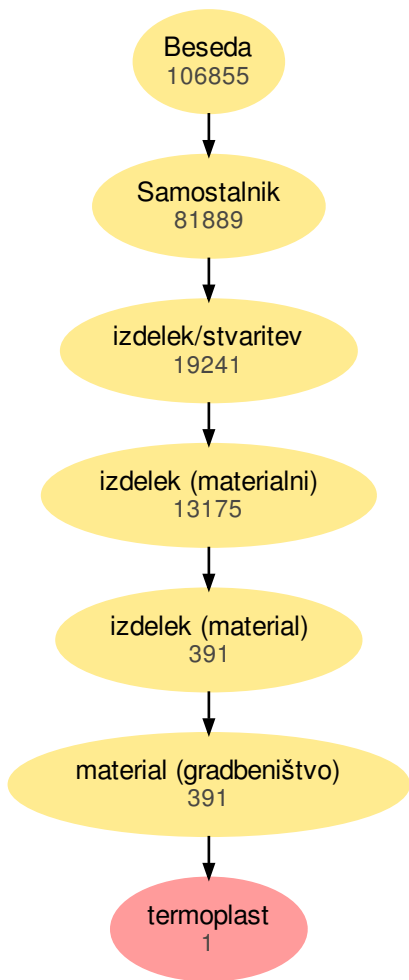 Beseda
106855
Samostalnik
81889
izdelek/stvaritev
19241
izdelek (materialni)
13175
izdelek (material)
391
material (gradbeništvo)
391
termoplast
1